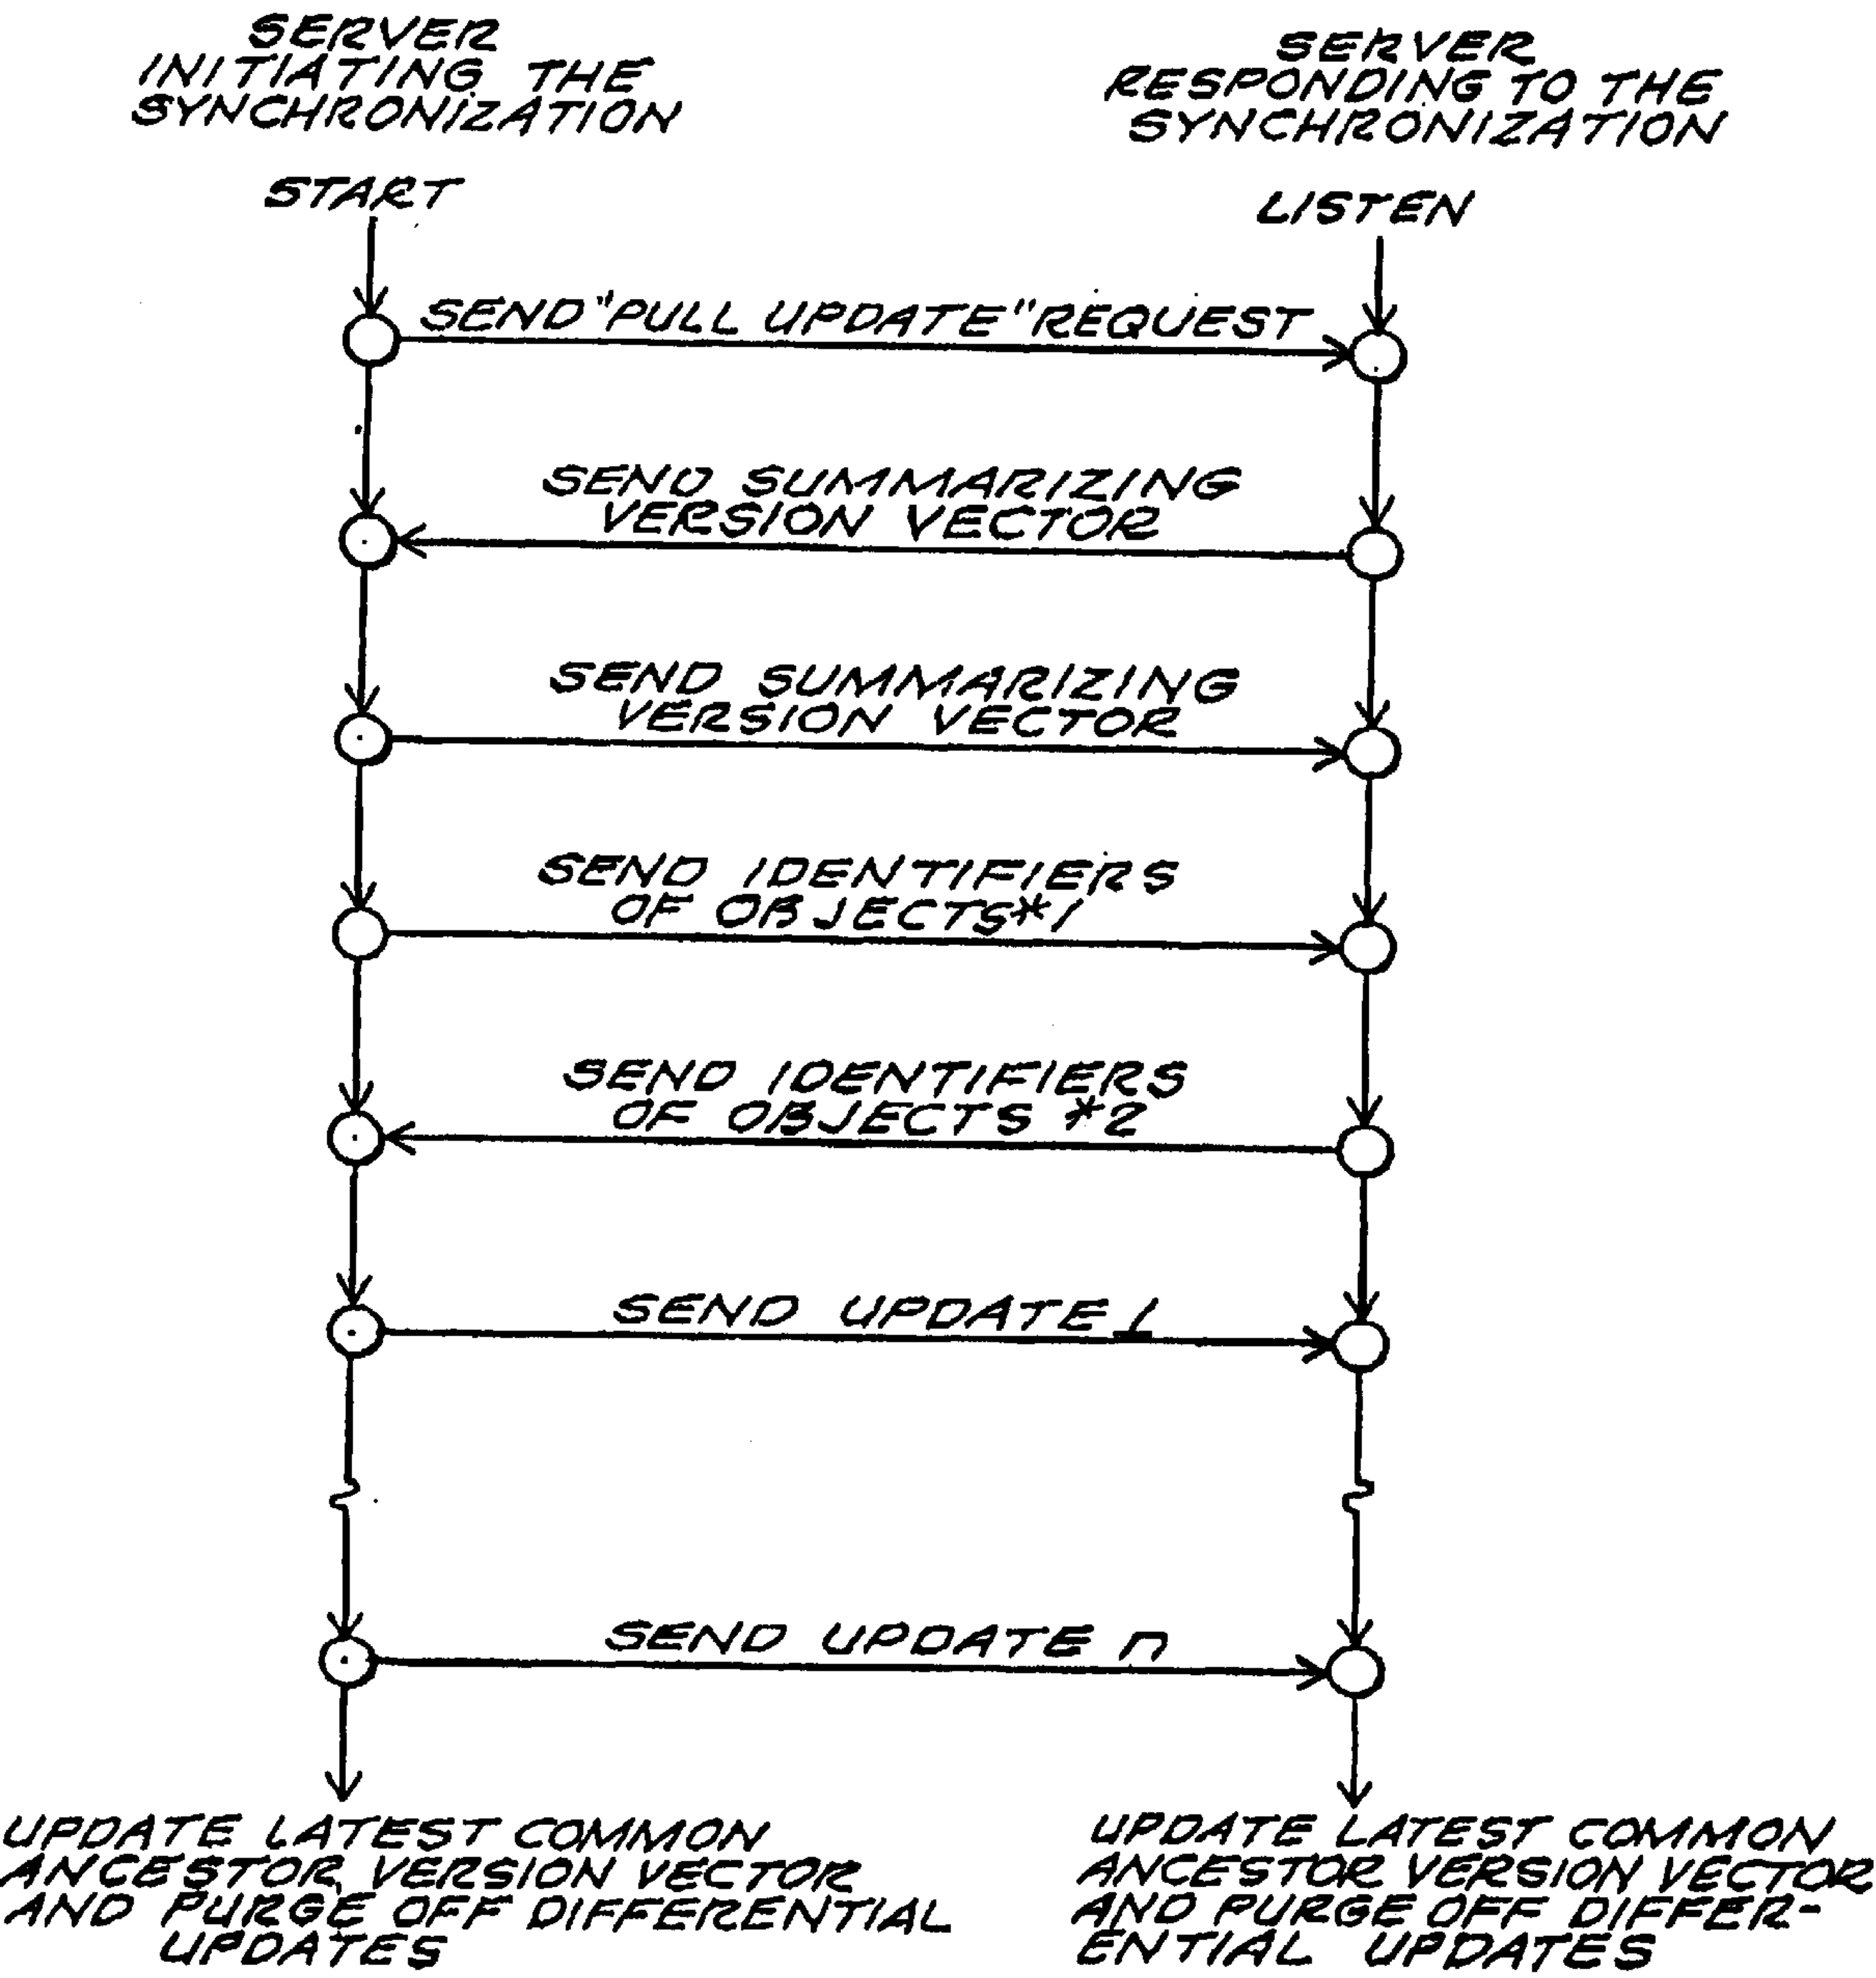 SERVER
INITIATING THE
SYNCHRONIZATION
SERVER
RESPONDING TO THE
SYNCHRONIZATION
START
LISTEN
SEND "PULL UPDATE" REQUEST
SEND SUMMARIZING
VERSION VECTOR
SEND SUMMARIZING
VERSION VECTOR
SEND IDENTIFIERS
OF OBJECTS*1
SEND IDENTIFIERS
OF OBJECTS *2
SEND UPDATE 1
SEND UPDATE n
UPDATE LATEST COMMON
ANCESTOR VERSION VECTOR
AND PURGE OFF DIFFERENTIAL
UPDATES
UPDATE LATEST COMMON
ANCESTOR VERSION VECTOR
AND PURGE OFF DIFFER-
ENTIAL UPDATES